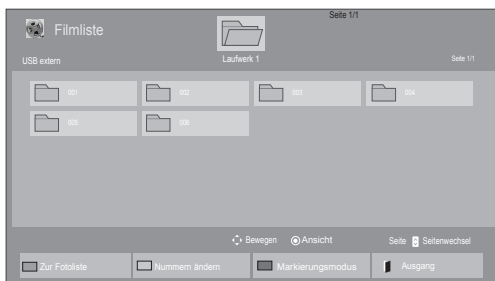 Seite 1/1
Filmliste
USB extern
Laufwerk 1
Seite 1/1
001
002
003
004
005
006
Bewegen
Ansicht
Seite
Seitenwechsel
Zur Fotoliste
Nummern ändern
Markierungsmodus
Ausgang